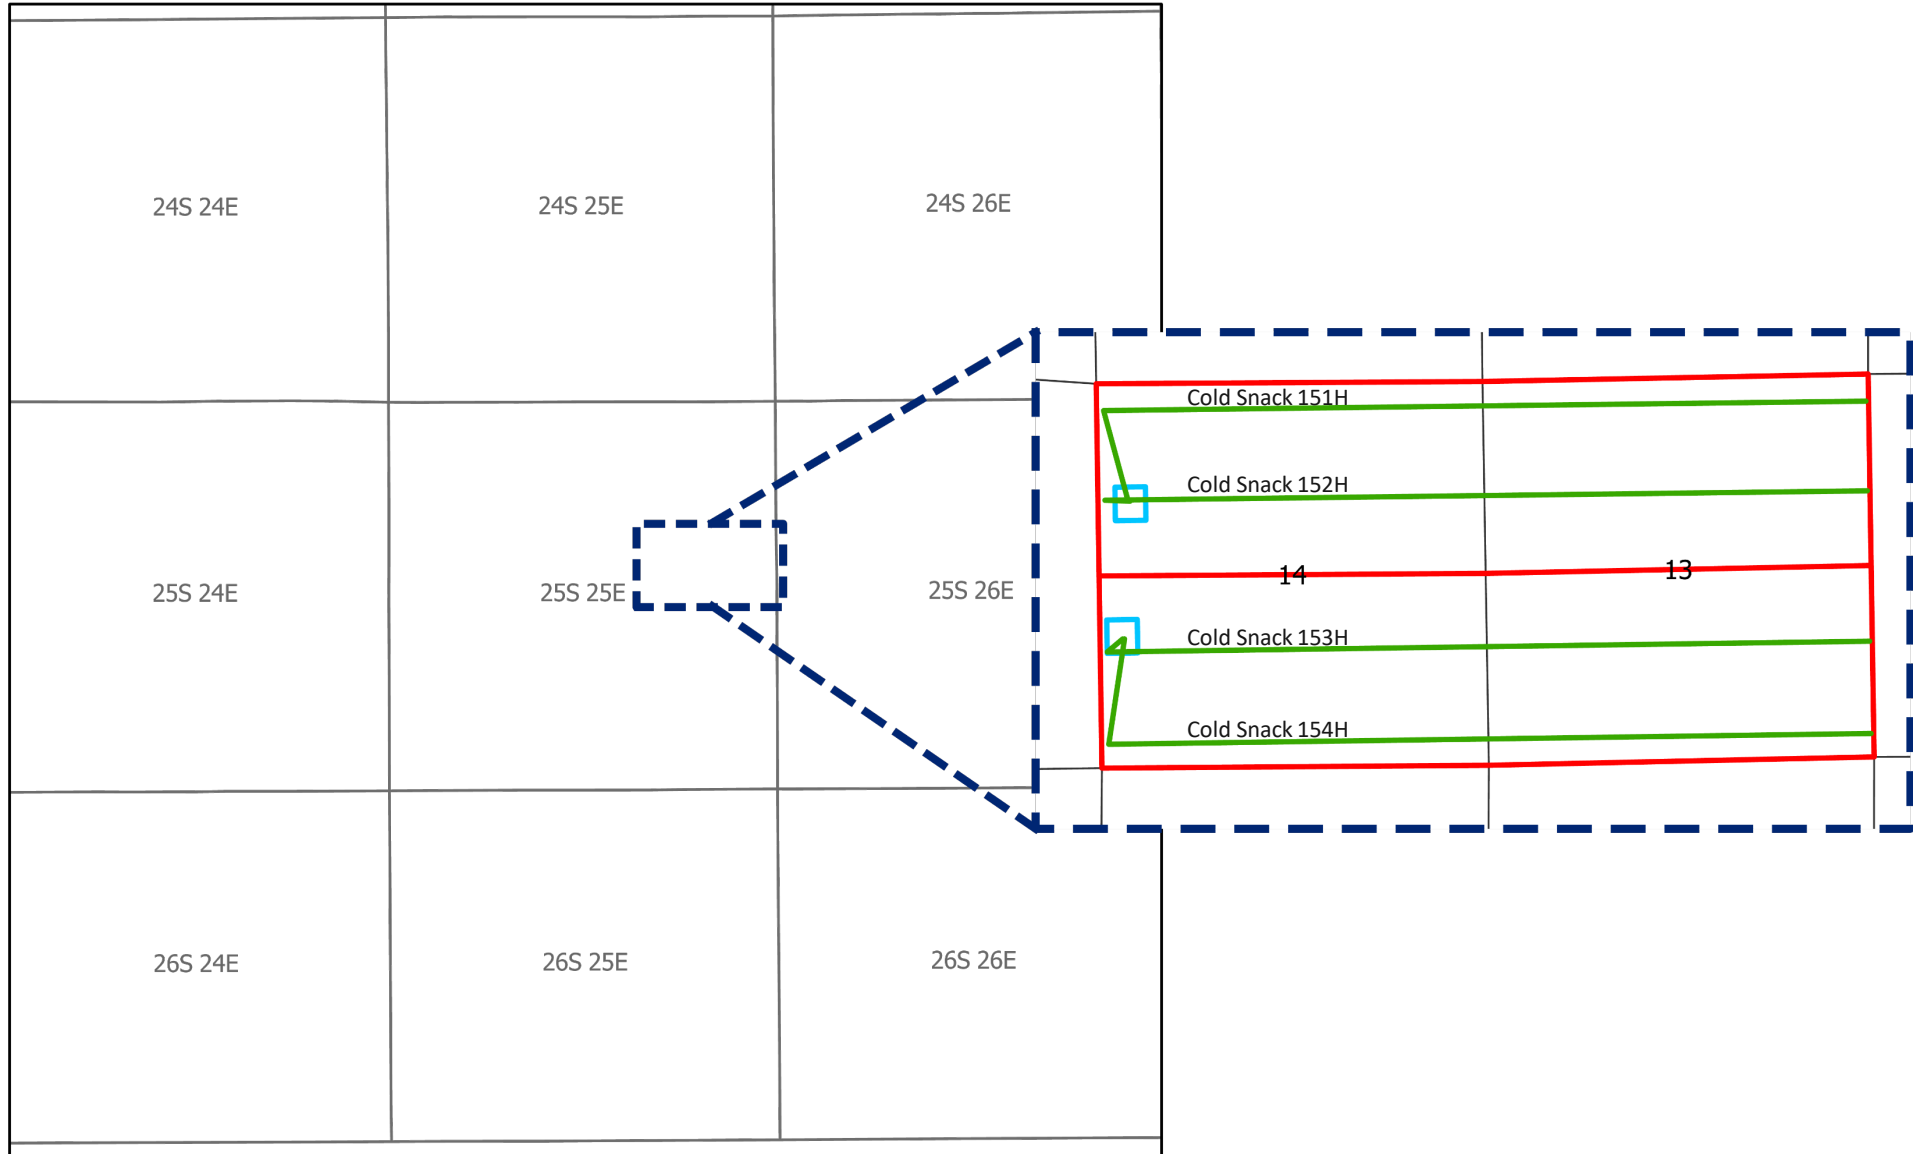 24S 24E
24S 25E
24S 26E
Cold Snack 151H
Cold Snack 152H
14
13
25S 24E
25S 25E
25S 26E
Cold Snack 153H
Cold Snack 154H
26S 24E
26S 25E
26S 26E